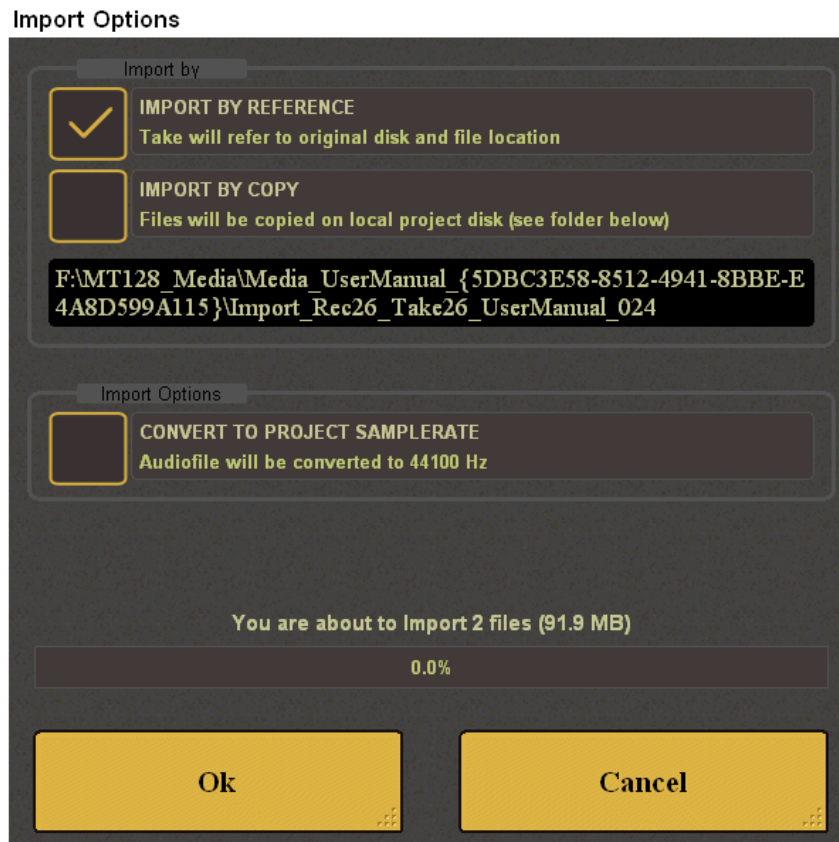 Import Options
Import by
IMPORT BY REFERENCE
Take will refer to original disk and file location
IMPORT BY COPY
Files will be copied on local project disk (see folder below)
F:\MT128_Media\Media_UserManual_{5DBC3E58-8512-4941-8BBE-E
4A8D599A115}\Import_Rec26_Take26_UserManual_024
Import Options
CONVERT TO PROJECT SAMPLERATE
Audiofile will be converted to 44100 Hz
You are about to Import 2 files (91.9 MB)
0.0%
Ok
Cancel